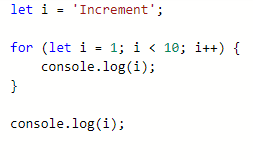 let i = 'Increment';
for (let i = 1; i < 10; i++) {
    console.log(i);
}
console.log(i);